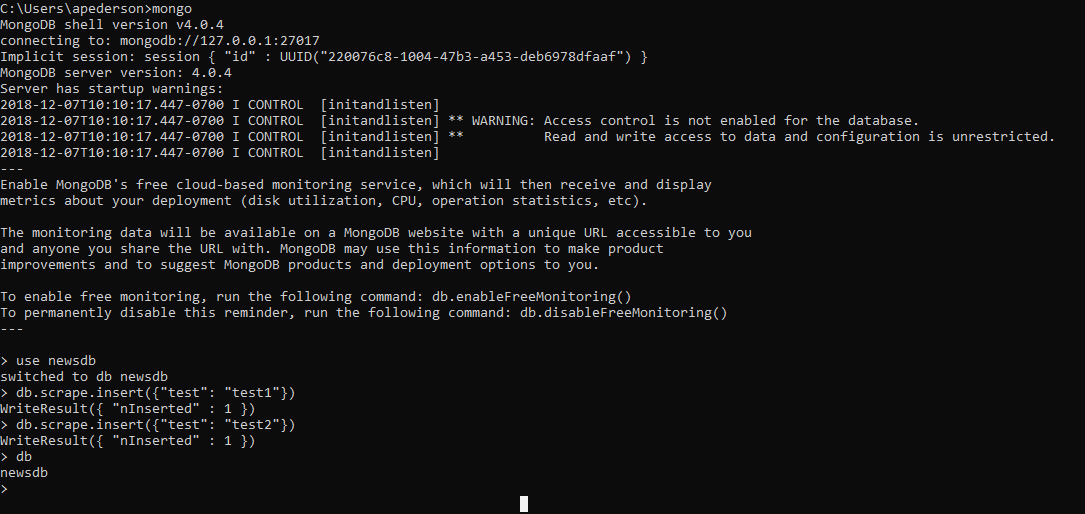 C:\Users\apederson>mongo
MongoDB shell version v4.0.4
connecting to: mongodb://127.0.0.1:27017
Implicit session: session { "id" : UUID("220076c8-1004-47b3-a453-deb6978dfaaf") }
MongoDB server version: 4.0.4
Server has startup warnings:
2018-12-07T10:10:17.447-0700 I CONTROL  [initandlisten]
2018-12-07T10:10:17.447-0700 I CONTROL  [initandlisten] ** WARNING: Access control is not enabled for the database.
2018-12-07T10:10:17.447-0700 I CONTROL  [initandlisten] **          Read and write access to data and configuration is unrestricted.
2018-12-07T10:10:17.447-0700 I CONTROL  [initandlisten]
---
Enable MongoDB's free cloud-based monitoring service, which will then receive and display
metrics about your deployment (disk utilization, CPU, operation statistics, etc).
The monitoring data will be available on a MongoDB website with a unique URL accessible to you
and anyone you share the URL with. MongoDB may use this information to make product
improvements and to suggest MongoDB products and deployment options to you.
To enable free monitoring, run the following command: db.enableFreeMonitoring()
To permanently disable this reminder, run the following command: db.disableFreeMonitoring()
---
> use newsdb
switched to db newsdb
> db.scrape.insert({"test": "test1"})
WriteResult({ "nInserted" : 1 })
> db.scrape.insert({"test": "test2"})
WriteResult({ "nInserted" : 1 })
> db
newsdb
>